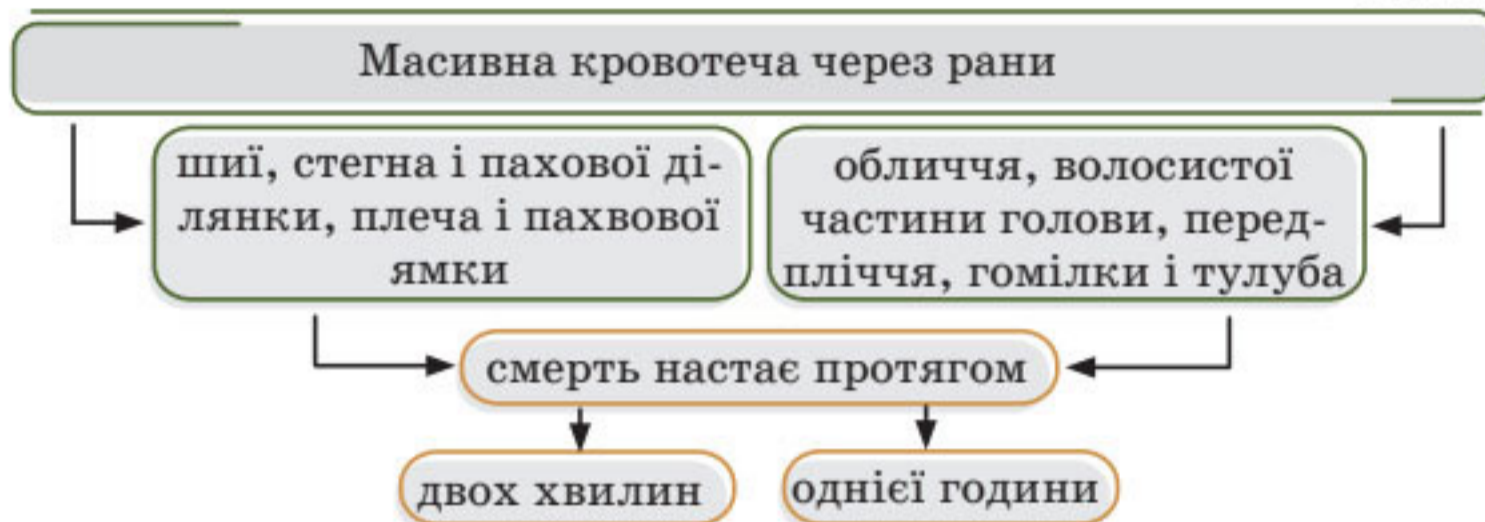 Масивна кровотеча через рани
шиї, стегна і пахової ді-
лянки, плеча і пахвової
ямки
обличчя, волосистої
частини голови, перед-
пліччя, гомілки і тулуба
смерть настає протягом
двох хвилин
однієї години